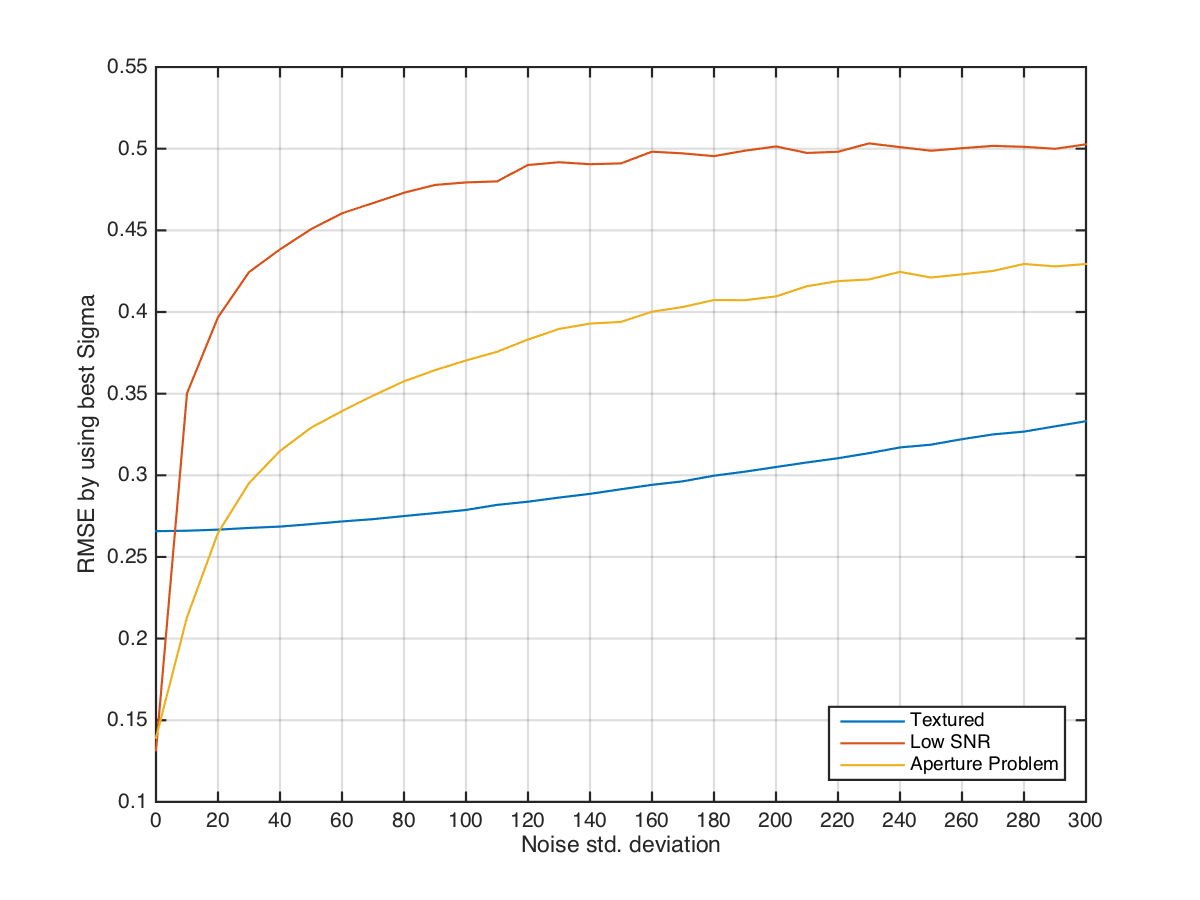 0.55
0.5
0.45
0.4
0.35
0.3
0.25
0.2
0.15
0.1
RMSE by using best Sigma
Textured
Low SNR
Aperture Problem
0 20 40 60 80 100 120 140 160 180 200 220 240 260 280 300
Noise std. deviation